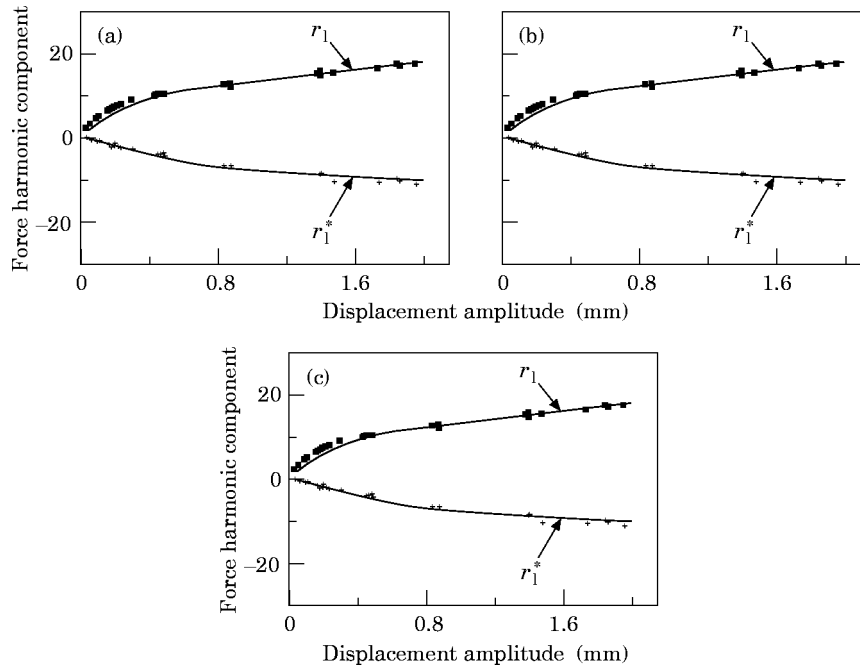 (a)
(b)
Force harmonic component
20
0
−20
r1
r1*
r1
r1*
0
0.8
1.6
0
0.8
1.6
Displacement amplitude (mm)
(c)
Force harmonic component
20
0
−20
r1
r1*
0
0.8
1.6
Displacement amplitude (mm)